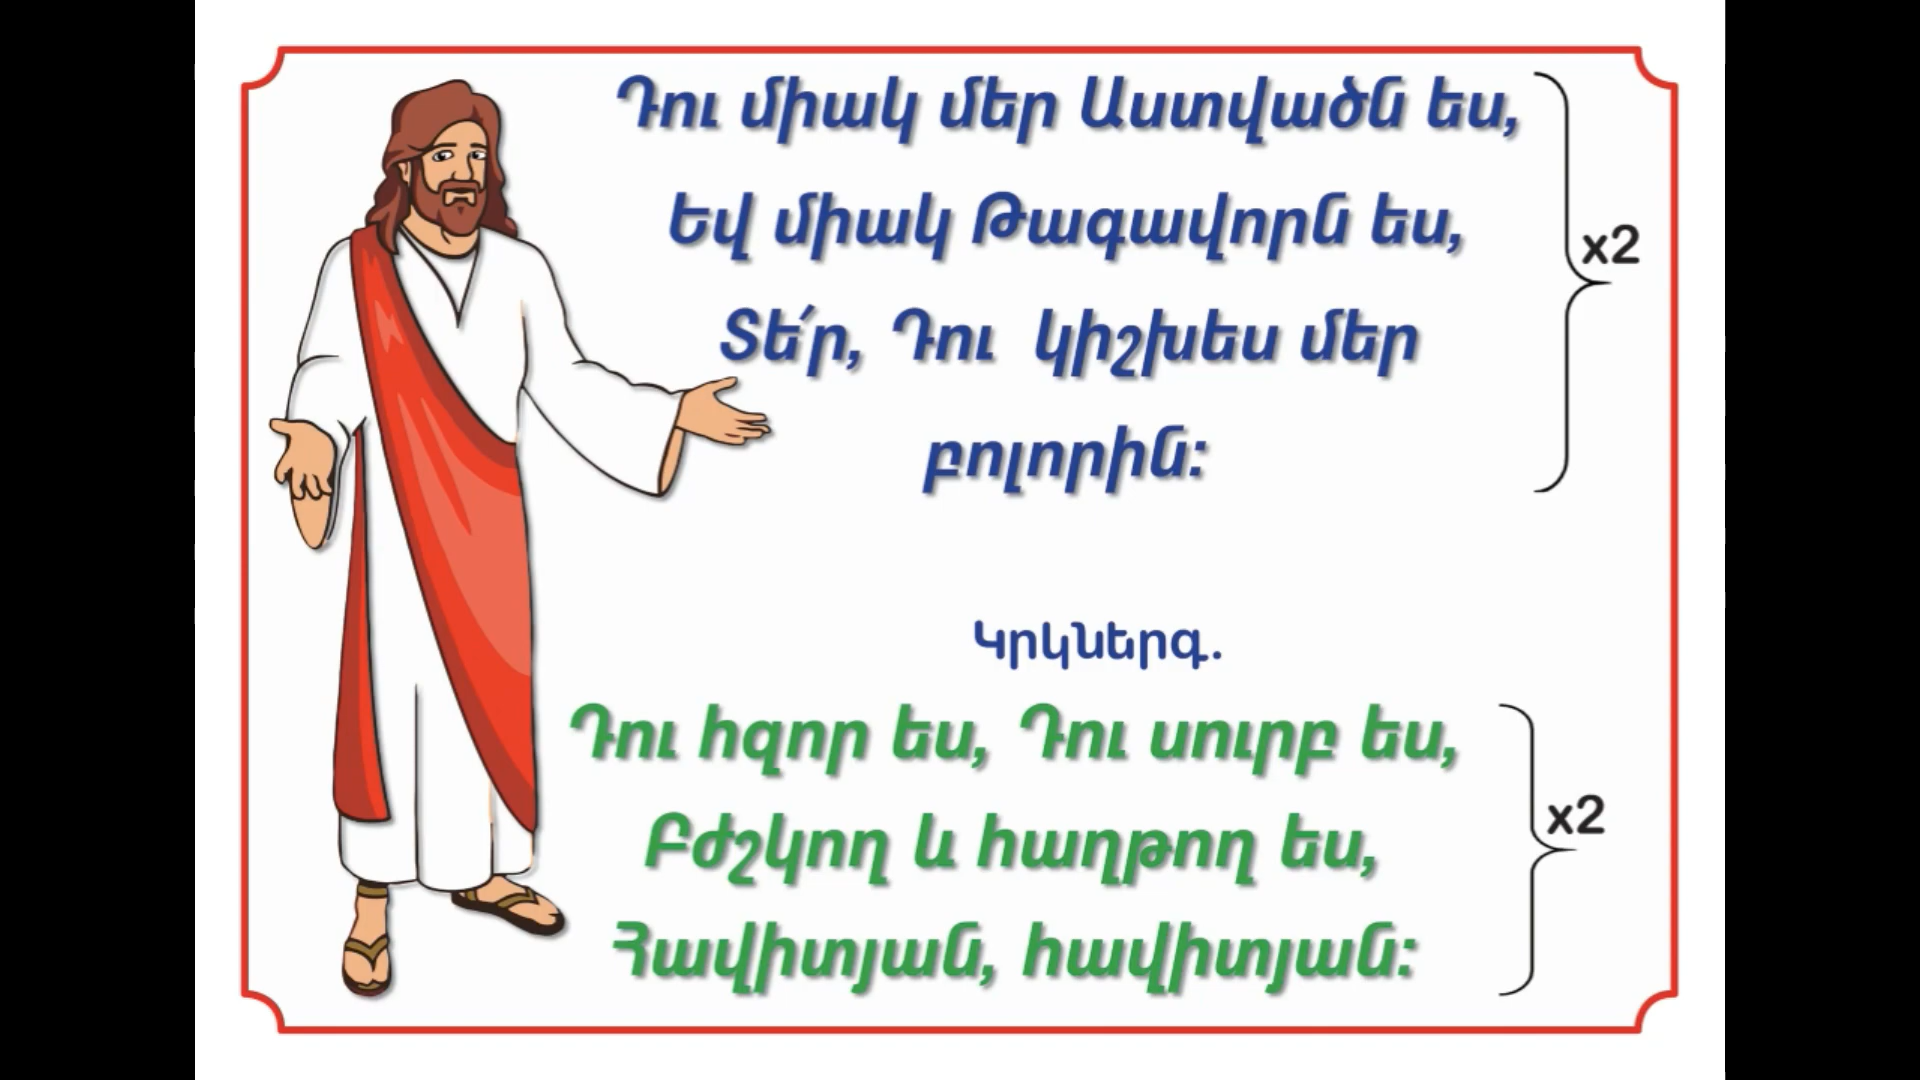 Դու միակ մեր Աստվածն ես,
Եվ միակ Թագավորն ես,
x2
Տե՛ր, Դու կիշխես մեր
բոլորին:
Կրկներգ.
Դու հզոր ես, Դու սուրբ ես,
Բժշկող և հաղթող ես,
x2
Հավիտյան, հավիտյան: